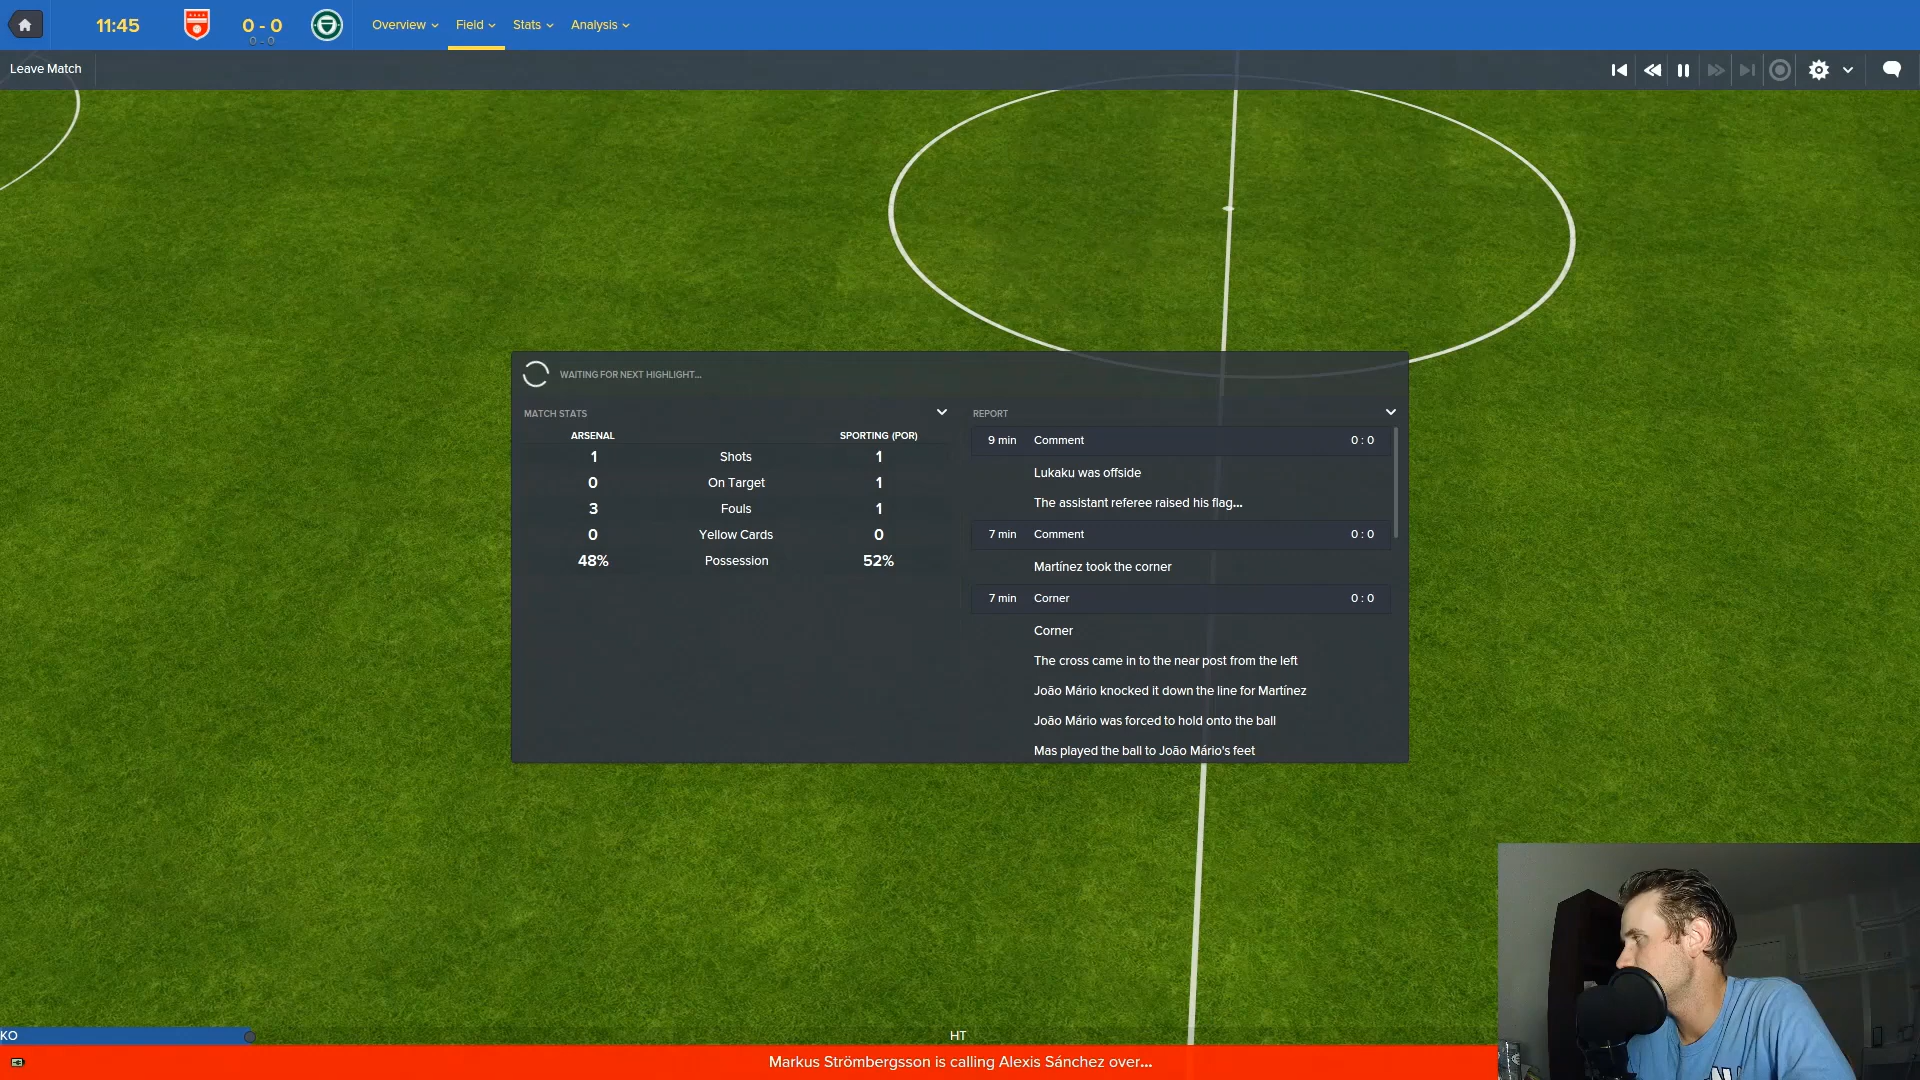 11:45
0 - 0
0 - 0
Overview
Field
Stats
Analysis
Leave Match
WAITING FOR NEXT HIGHLIGHT...
MATCH STATS
ARSENAL SPORTING (POR)
1 Shots 1
0 On Target 1
3 Fouls 1
0 Yellow Cards 0
48% Possession 52%
REPORT
9 min Comment 0 : 0
Lukaku was offside
The assistant referee raised his flag...
7 min Comment 0 : 0
Martínez took the corner
7 min Corner 0 : 0
Corner
The cross came in to the near post from the left
João Mário knocked it down the line for Martínez
João Mário was forced to hold onto the ball
Mas played the ball to João Mário's feet
KO
HT
Markus Strömbergsson is calling Alexis Sánchez over...